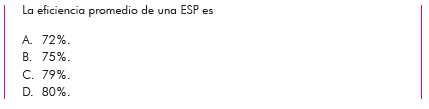 La eficiencia promedio de una ESP es
A. 72%.
B. 75%.
C. 79%.
D. 80%.